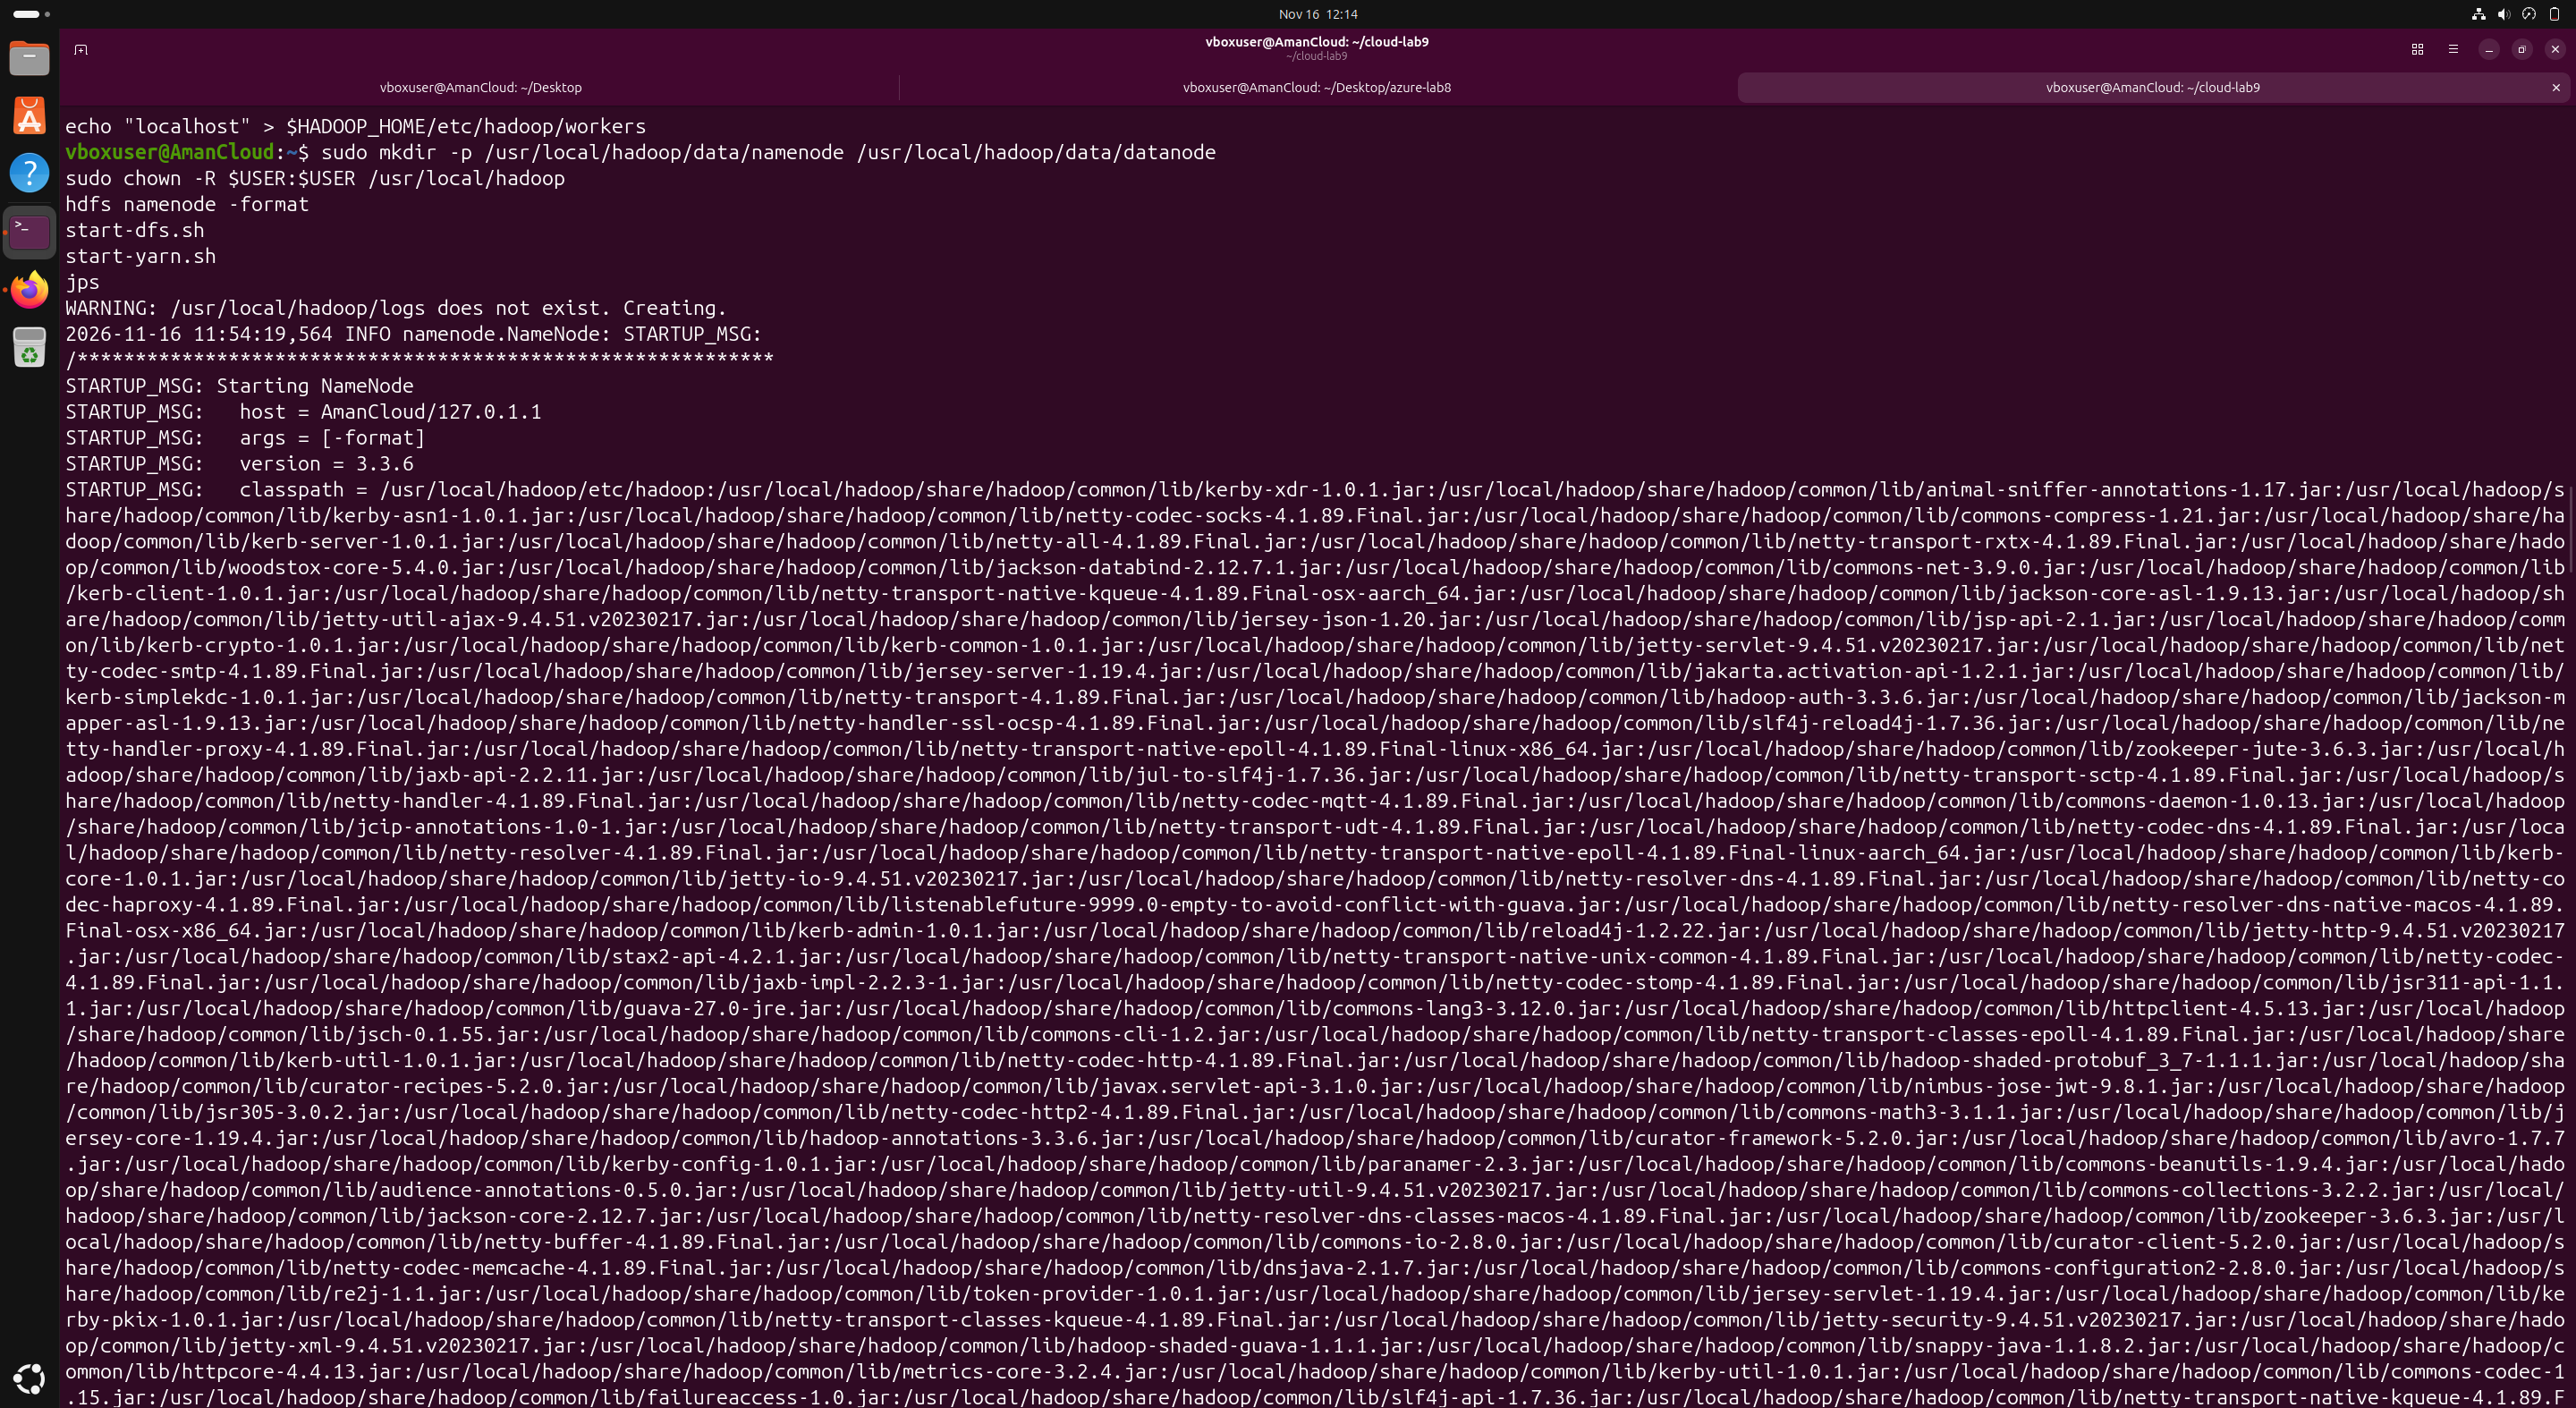 Nov 16 12:14
vboxuser@AmanCloud: ~/cloud-lab9
~/cloud-lab9
vboxuser@AmanCloud: ~/Desktop
vboxuser@AmanCloud: ~/Desktop/azure-lab8
vboxuser@AmanCloud: ~/cloud-lab9
echo "localhost" > $HADOOP_HOME/etc/hadoop/workers
vboxuser@AmanCloud:~$ sudo mkdir -p /usr/local/hadoop/data/namenode /usr/local/hadoop/data/datanode
sudo chown -R $USER:$USER /usr/local/hadoop
hdfs namenode -format
start-dfs.sh
start-yarn.sh
jps
WARNING: /usr/local/hadoop/logs does not exist. Creating.
2026-11-16 11:54:19,564 INFO namenode.NameNode: STARTUP_MSG:
/************************************************************
STARTUP_MSG: Starting NameNode
STARTUP_MSG:   host = AmanCloud/127.0.1.1
STARTUP_MSG:   args = [-format]
STARTUP_MSG:   version = 3.3.6
STARTUP_MSG:   classpath = /usr/local/hadoop/etc/hadoop:/usr/local/hadoop/share/hadoop/common/lib/kerby-xdr-1.0.1.jar:/usr/local/hadoop/share/hadoop/common/lib/animal-sniffer-annotations-1.17.jar:/usr/local/hadoop/s
hare/hadoop/common/lib/kerby-asn1-1.0.1.jar:/usr/local/hadoop/share/hadoop/common/lib/netty-codec-socks-4.1.89.Final.jar:/usr/local/hadoop/share/hadoop/common/lib/commons-compress-1.21.jar:/usr/local/hadoop/share/ha
doop/common/lib/kerb-server-1.0.1.jar:/usr/local/hadoop/share/hadoop/common/lib/netty-all-4.1.89.Final.jar:/usr/local/hadoop/share/hadoop/common/lib/netty-transport-rxtx-4.1.89.Final.jar:/usr/local/hadoop/share/hado
op/common/lib/woodstox-core-5.4.0.jar:/usr/local/hadoop/share/hadoop/common/lib/jackson-databind-2.12.7.1.jar:/usr/local/hadoop/share/hadoop/common/lib/commons-net-3.9.0.jar:/usr/local/hadoop/share/hadoop/common/lib
/kerb-client-1.0.1.jar:/usr/local/hadoop/share/hadoop/common/lib/netty-transport-native-kqueue-4.1.89.Final-osx-aarch_64.jar:/usr/local/hadoop/share/hadoop/common/lib/jackson-core-asl-1.9.13.jar:/usr/local/hadoop/sh
are/hadoop/common/lib/jetty-util-ajax-9.4.51.v20230217.jar:/usr/local/hadoop/share/hadoop/common/lib/jersey-json-1.20.jar:/usr/local/hadoop/share/hadoop/common/lib/jsp-api-2.1.jar:/usr/local/hadoop/share/hadoop/comm
on/lib/kerb-crypto-1.0.1.jar:/usr/local/hadoop/share/hadoop/common/lib/kerb-common-1.0.1.jar:/usr/local/hadoop/share/hadoop/common/lib/jetty-servlet-9.4.51.v20230217.jar:/usr/local/hadoop/share/hadoop/common/lib/net
ty-codec-smtp-4.1.89.Final.jar:/usr/local/hadoop/share/hadoop/common/lib/jersey-server-1.19.4.jar:/usr/local/hadoop/share/hadoop/common/lib/jakarta.activation-api-1.2.1.jar:/usr/local/hadoop/share/hadoop/common/lib/
kerb-simplekdc-1.0.1.jar:/usr/local/hadoop/share/hadoop/common/lib/netty-transport-4.1.89.Final.jar:/usr/local/hadoop/share/hadoop/common/lib/hadoop-auth-3.3.6.jar:/usr/local/hadoop/share/hadoop/common/lib/jackson-m
apper-asl-1.9.13.jar:/usr/local/hadoop/share/hadoop/common/lib/netty-handler-ssl-ocsp-4.1.89.Final.jar:/usr/local/hadoop/share/hadoop/common/lib/slf4j-reload4j-1.7.36.jar:/usr/local/hadoop/share/hadoop/common/lib/ne
tty-handler-proxy-4.1.89.Final.jar:/usr/local/hadoop/share/hadoop/common/lib/netty-transport-native-epoll-4.1.89.Final-linux-x86_64.jar:/usr/local/hadoop/share/hadoop/common/lib/zookeeper-jute-3.6.3.jar:/usr/local/h
adoop/share/hadoop/common/lib/jaxb-api-2.2.11.jar:/usr/local/hadoop/share/hadoop/common/lib/jul-to-slf4j-1.7.36.jar:/usr/local/hadoop/share/hadoop/common/lib/netty-transport-sctp-4.1.89.Final.jar:/usr/local/hadoop/s
hare/hadoop/common/lib/netty-handler-4.1.89.Final.jar:/usr/local/hadoop/share/hadoop/common/lib/netty-codec-mqtt-4.1.89.Final.jar:/usr/local/hadoop/share/hadoop/common/lib/commons-daemon-1.0.13.jar:/usr/local/hadoop
/share/hadoop/common/lib/jcip-annotations-1.0-1.jar:/usr/local/hadoop/share/hadoop/common/lib/netty-transport-udt-4.1.89.Final.jar:/usr/local/hadoop/share/hadoop/common/lib/netty-codec-dns-4.1.89.Final.jar:/usr/loca
l/hadoop/share/hadoop/common/lib/netty-resolver-4.1.89.Final.jar:/usr/local/hadoop/share/hadoop/common/lib/netty-transport-native-epoll-4.1.89.Final-linux-aarch_64.jar:/usr/local/hadoop/share/hadoop/common/lib/kerb-
core-1.0.1.jar:/usr/local/hadoop/share/hadoop/common/lib/jetty-io-9.4.51.v20230217.jar:/usr/local/hadoop/share/hadoop/common/lib/netty-resolver-dns-4.1.89.Final.jar:/usr/local/hadoop/share/hadoop/common/lib/netty-co
dec-haproxy-4.1.89.Final.jar:/usr/local/hadoop/share/hadoop/common/lib/listenablefuture-9999.0-empty-to-avoid-conflict-with-guava.jar:/usr/local/hadoop/share/hadoop/common/lib/netty-resolver-dns-native-macos-4.1.89.
Final-osx-x86_64.jar:/usr/local/hadoop/share/hadoop/common/lib/kerb-admin-1.0.1.jar:/usr/local/hadoop/share/hadoop/common/lib/reload4j-1.2.22.jar:/usr/local/hadoop/share/hadoop/common/lib/jetty-http-9.4.51.v20230217
.jar:/usr/local/hadoop/share/hadoop/common/lib/stax2-api-4.2.1.jar:/usr/local/hadoop/share/hadoop/common/lib/netty-transport-native-unix-common-4.1.89.Final.jar:/usr/local/hadoop/share/hadoop/common/lib/netty-codec-
4.1.89.Final.jar:/usr/local/hadoop/share/hadoop/common/lib/jaxb-impl-2.2.3-1.jar:/usr/local/hadoop/share/hadoop/common/lib/netty-codec-stomp-4.1.89.Final.jar:/usr/local/hadoop/share/hadoop/common/lib/jsr311-api-1.1.
1.jar:/usr/local/hadoop/share/hadoop/common/lib/guava-27.0-jre.jar:/usr/local/hadoop/share/hadoop/common/lib/commons-lang3-3.12.0.jar:/usr/local/hadoop/share/hadoop/common/lib/httpclient-4.5.13.jar:/usr/local/hadoop
/share/hadoop/common/lib/jsch-0.1.55.jar:/usr/local/hadoop/share/hadoop/common/lib/commons-cli-1.2.jar:/usr/local/hadoop/share/hadoop/common/lib/netty-transport-classes-epoll-4.1.89.Final.jar:/usr/local/hadoop/share
/hadoop/common/lib/kerb-util-1.0.1.jar:/usr/local/hadoop/share/hadoop/common/lib/netty-codec-http-4.1.89.Final.jar:/usr/local/hadoop/share/hadoop/common/lib/hadoop-shaded-protobuf_3_7-1.1.1.jar:/usr/local/hadoop/sha
re/hadoop/common/lib/curator-recipes-5.2.0.jar:/usr/local/hadoop/share/hadoop/common/lib/javax.servlet-api-3.1.0.jar:/usr/local/hadoop/share/hadoop/common/lib/nimbus-jose-jwt-9.8.1.jar:/usr/local/hadoop/share/hadoop
/common/lib/jsr305-3.0.2.jar:/usr/local/hadoop/share/hadoop/common/lib/netty-codec-http2-4.1.89.Final.jar:/usr/local/hadoop/share/hadoop/common/lib/commons-math3-3.1.1.jar:/usr/local/hadoop/share/hadoop/common/lib/j
ersey-core-1.19.4.jar:/usr/local/hadoop/share/hadoop/common/lib/hadoop-annotations-3.3.6.jar:/usr/local/hadoop/share/hadoop/common/lib/curator-framework-5.2.0.jar:/usr/local/hadoop/share/hadoop/common/lib/avro-1.7.7
.jar:/usr/local/hadoop/share/hadoop/common/lib/kerby-config-1.0.1.jar:/usr/local/hadoop/share/hadoop/common/lib/paranamer-2.3.jar:/usr/local/hadoop/share/hadoop/common/lib/commons-beanutils-1.9.4.jar:/usr/local/hado
op/share/hadoop/common/lib/audience-annotations-0.5.0.jar:/usr/local/hadoop/share/hadoop/common/lib/jetty-util-9.4.51.v20230217.jar:/usr/local/hadoop/share/hadoop/common/lib/commons-collections-3.2.2.jar:/usr/local/
hadoop/share/hadoop/common/lib/jackson-core-2.12.7.jar:/usr/local/hadoop/share/hadoop/common/lib/netty-resolver-dns-classes-macos-4.1.89.Final.jar:/usr/local/hadoop/share/hadoop/common/lib/zookeeper-3.6.3.jar:/usr/l
ocal/hadoop/share/hadoop/common/lib/netty-buffer-4.1.89.Final.jar:/usr/local/hadoop/share/hadoop/common/lib/commons-io-2.8.0.jar:/usr/local/hadoop/share/hadoop/common/lib/curator-client-5.2.0.jar:/usr/local/hadoop/s
hare/hadoop/common/lib/netty-codec-memcache-4.1.89.Final.jar:/usr/local/hadoop/share/hadoop/common/lib/dnsjava-2.1.7.jar:/usr/local/hadoop/share/hadoop/common/lib/commons-configuration2-2.8.0.jar:/usr/local/hadoop/s
hare/hadoop/common/lib/re2j-1.1.jar:/usr/local/hadoop/share/hadoop/common/lib/token-provider-1.0.1.jar:/usr/local/hadoop/share/hadoop/common/lib/jersey-servlet-1.19.4.jar:/usr/local/hadoop/share/hadoop/common/lib/ke
rby-pkix-1.0.1.jar:/usr/local/hadoop/share/hadoop/common/lib/netty-transport-classes-kqueue-4.1.89.Final.jar:/usr/local/hadoop/share/hadoop/common/lib/jetty-security-9.4.51.v20230217.jar:/usr/local/hadoop/share/hado
op/common/lib/jetty-xml-9.4.51.v20230217.jar:/usr/local/hadoop/share/hadoop/common/lib/hadoop-shaded-guava-1.1.1.jar:/usr/local/hadoop/share/hadoop/common/lib/snappy-java-1.1.8.2.jar:/usr/local/hadoop/share/hadoop/c
ommon/lib/httpcore-4.4.13.jar:/usr/local/hadoop/share/hadoop/common/lib/metrics-core-3.2.4.jar:/usr/local/hadoop/share/hadoop/common/lib/kerby-util-1.0.1.jar:/usr/local/hadoop/share/hadoop/common/lib/commons-codec-1
.15.jar:/usr/local/hadoop/share/hadoop/common/lib/failureaccess-1.0.jar:/usr/local/hadoop/share/hadoop/common/lib/slf4j-api-1.7.36.jar:/usr/local/hadoop/share/hadoop/common/lib/netty-transport-native-kqueue-4.1.89.F